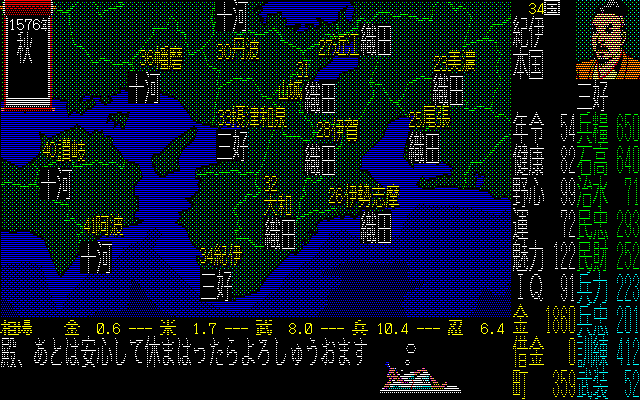 1576年
秋
十河
30丹波
27近江
織田
38播磨
十河
31
山城
織田
23美濃
織田
33摂津和泉
三好
28伊賀
織田
25尾張
織田
40讃岐
十河
32
大和
織田
26伊勢志摩
織田
41阿波
十河
34紀伊
三好
34国
紀伊
本国
三好
年令 54 兵糧 650
健康 82 石高 640
野心 99 治水 71
運 72 民忠 298
魅力 122 民財 252
IQ 91 兵力 223
金 1880 兵忠 201
借金 0 訓練 412
町 359 武装 52
相場 金 0.6 --- 米 1.7 --- 武 8.0 --- 兵 10.4 --- 忍 6.4
殿、あとは安心して休まはったらよろしゅうおます